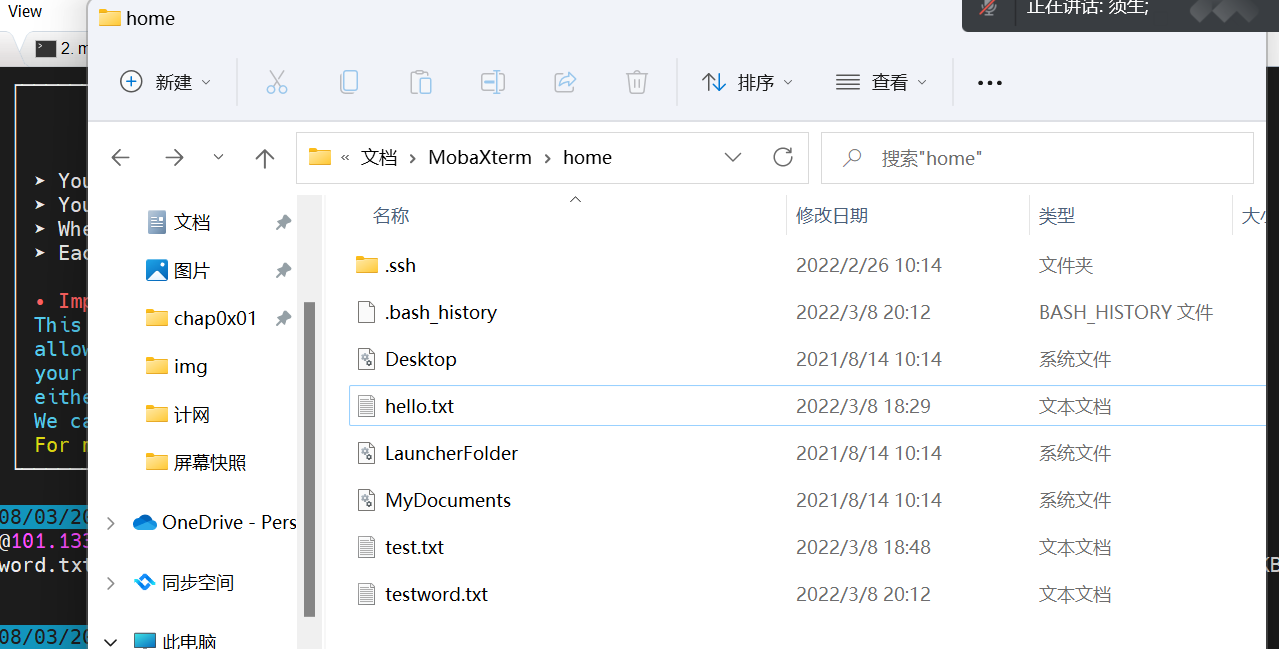 View
home
正在讲话: 须生;
2. m
新建
排序
查看
« 文档 > MobaXterm > home
搜索"home"
名称
修改日期
类型
大小
➤ You
➤ You
➤ Whe
➤ Eac
• Imp
This
allow
your
eithe
We ca
For m
08/03/20
@101.133
word.txt
08/03/20
KB
文档
图片
chap0x01
img
计网
屏幕快照
OneDrive - Pers
同步空间
此电脑
.ssh 2022/2/26 10:14 文件夹
.bash_history 2022/3/8 20:12 BASH_HISTORY 文件
Desktop 2021/8/14 10:14 系统文件
hello.txt 2022/3/8 18:29 文本文档
LauncherFolder 2021/8/14 10:14 系统文件
MyDocuments 2021/8/14 10:14 系统文件
test.txt 2022/3/8 18:48 文本文档
testword.txt 2022/3/8 20:12 文本文档